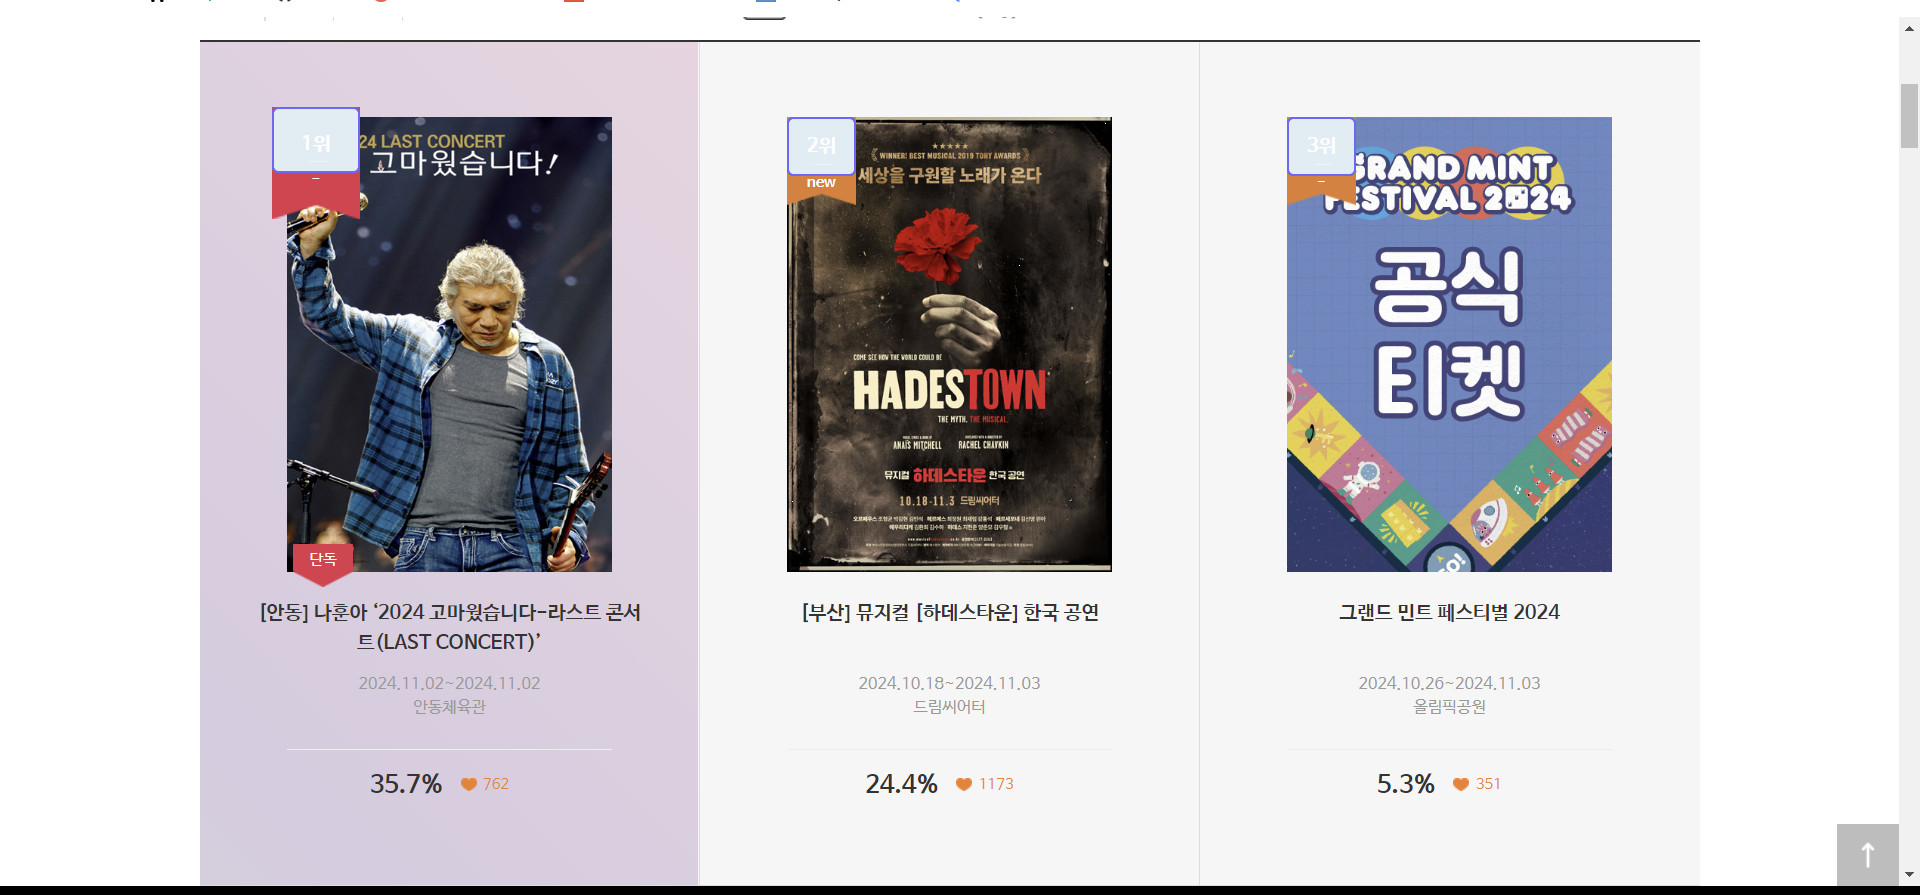 1위
24 LAST CONCERT
고마웠습니다!
단독
[안동] 나훈아 ‘2024 고마웠습니다-라스트 콘서
트(LAST CONCERT)’
2024.11.02~2024.11.02
안동체육관
35.7% 762
2위
new
★★★★★
WINNER! BEST MUSICAL 2019 TONY AWARDS
세상을 구원할 노래가 온다
COME SEE HOW THE WORLD COULD BE
HADESTOWN
THE MYTH. THE MUSICAL.
ANAÏS MITCHELL
RACHEL CHAVKIN
뮤지컬 하데스타운 한국 공연
10.18-11.3 드림씨어터
[부산] 뮤지컬 [하데스타운] 한국 공연
2024.10.18~2024.11.03
드림씨어터
24.4% 1173
3위
GRAND MINT
FESTIVAL 2024
공식
티켓
GO!
그랜드 민트 페스티벌 2024
2024.10.26~2024.11.03
올림픽공원
5.3% 351